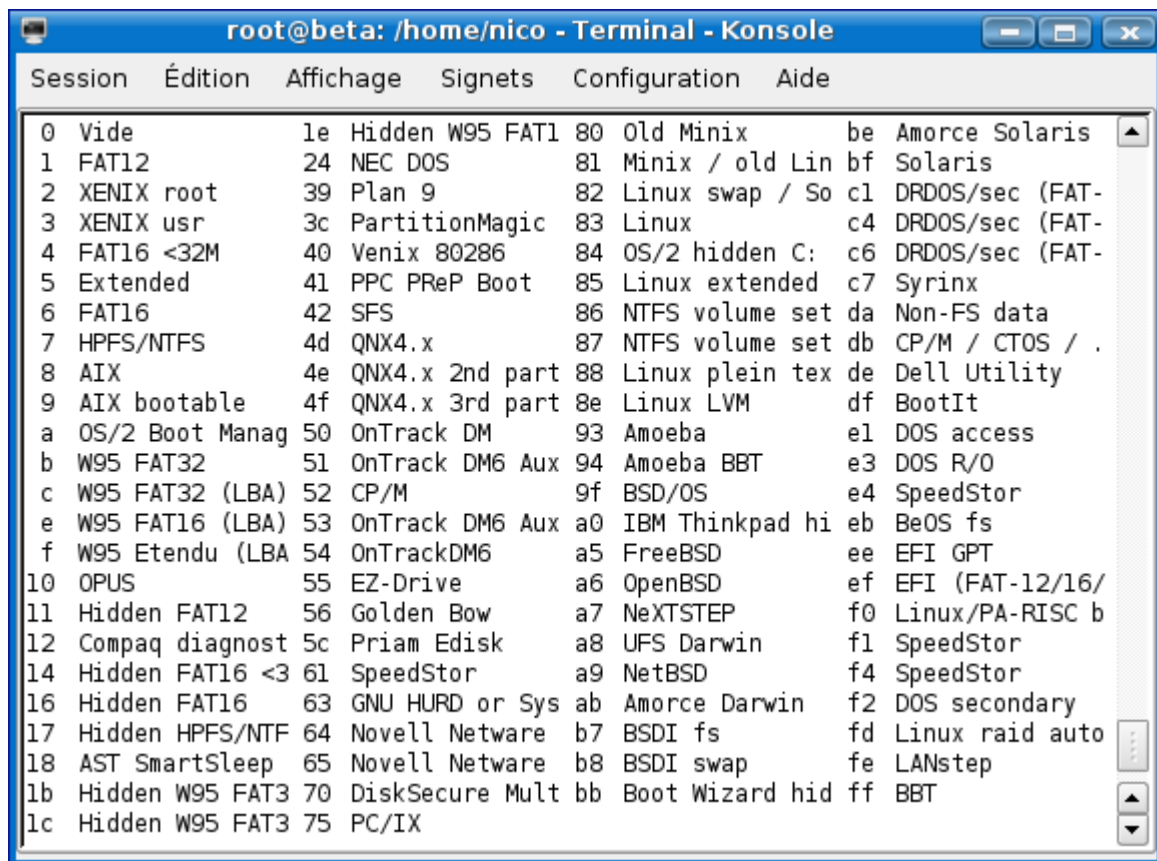 root@beta: /home/nico - Terminal - Konsole
Session Édition Affichage Signets Configuration Aide
0 Vide 1e Hidden W95 FAT1 80 Old Minix be Amorce Solaris
1 FAT12 24 NEC DOS 81 Minix / old Lin bf Solaris
2 XENIX root 39 Plan 9 82 Linux swap / So c1 DRDOS/sec (FAT-
3 XENIX usr 3c PartitionMagic 83 Linux c4 DRDOS/sec (FAT-
4 FAT16 <32M 40 Venix 80286 84 OS/2 hidden C: c6 DRDOS/sec (FAT-
5 Extended 41 PPC PReP Boot 85 Linux extended c7 Syrinx
6 FAT16 42 SFS 86 NTFS volume set da Non-FS data
7 HPFS/NTFS 4d QNX4.x 87 NTFS volume set db CP/M / CTOS / .
8 AIX 4e QNX4.x 2nd part 88 Linux plein tex de Dell Utility
9 AIX bootable 4f QNX4.x 3rd part 8e Linux LVM df BootIt
a OS/2 Boot Manag 50 OnTrack DM 93 Amoeba e1 DOS access
b W95 FAT32 51 OnTrack DM6 Aux 94 Amoeba BBT e3 DOS R/O
c W95 FAT32 (LBA) 52 CP/M 9f BSD/OS e4 SpeedStor
e W95 FAT16 (LBA) 53 OnTrack DM6 Aux a0 IBM Thinkpad hi eb BeOS fs
f W95 Etendu (LBA 54 OnTrackDM6 a5 FreeBSD ee EFI GPT
10 OPUS 55 EZ-Drive a6 OpenBSD ef EFI (FAT-12/16/
11 Hidden FAT12 56 Golden Bow a7 NeXTSTEP f0 Linux/PA-RISC b
12 Compaq diagnost 5c Priam Edisk a8 UFS Darwin f1 SpeedStor
14 Hidden FAT16 <3 61 SpeedStor a9 NetBSD f4 SpeedStor
16 Hidden FAT16 63 GNU HURD or Sys ab Amorce Darwin f2 DOS secondary
17 Hidden HPFS/NTF 64 Novell Netware b7 BSDI fs fd Linux raid auto
18 AST SmartSleep 65 Novell Netware b8 BSDI swap fe LANstep
1b Hidden W95 FAT3 70 DiskSecure Mult bb Boot Wizard hid ff BBT
1c Hidden W95 FAT3 75 PC/IX